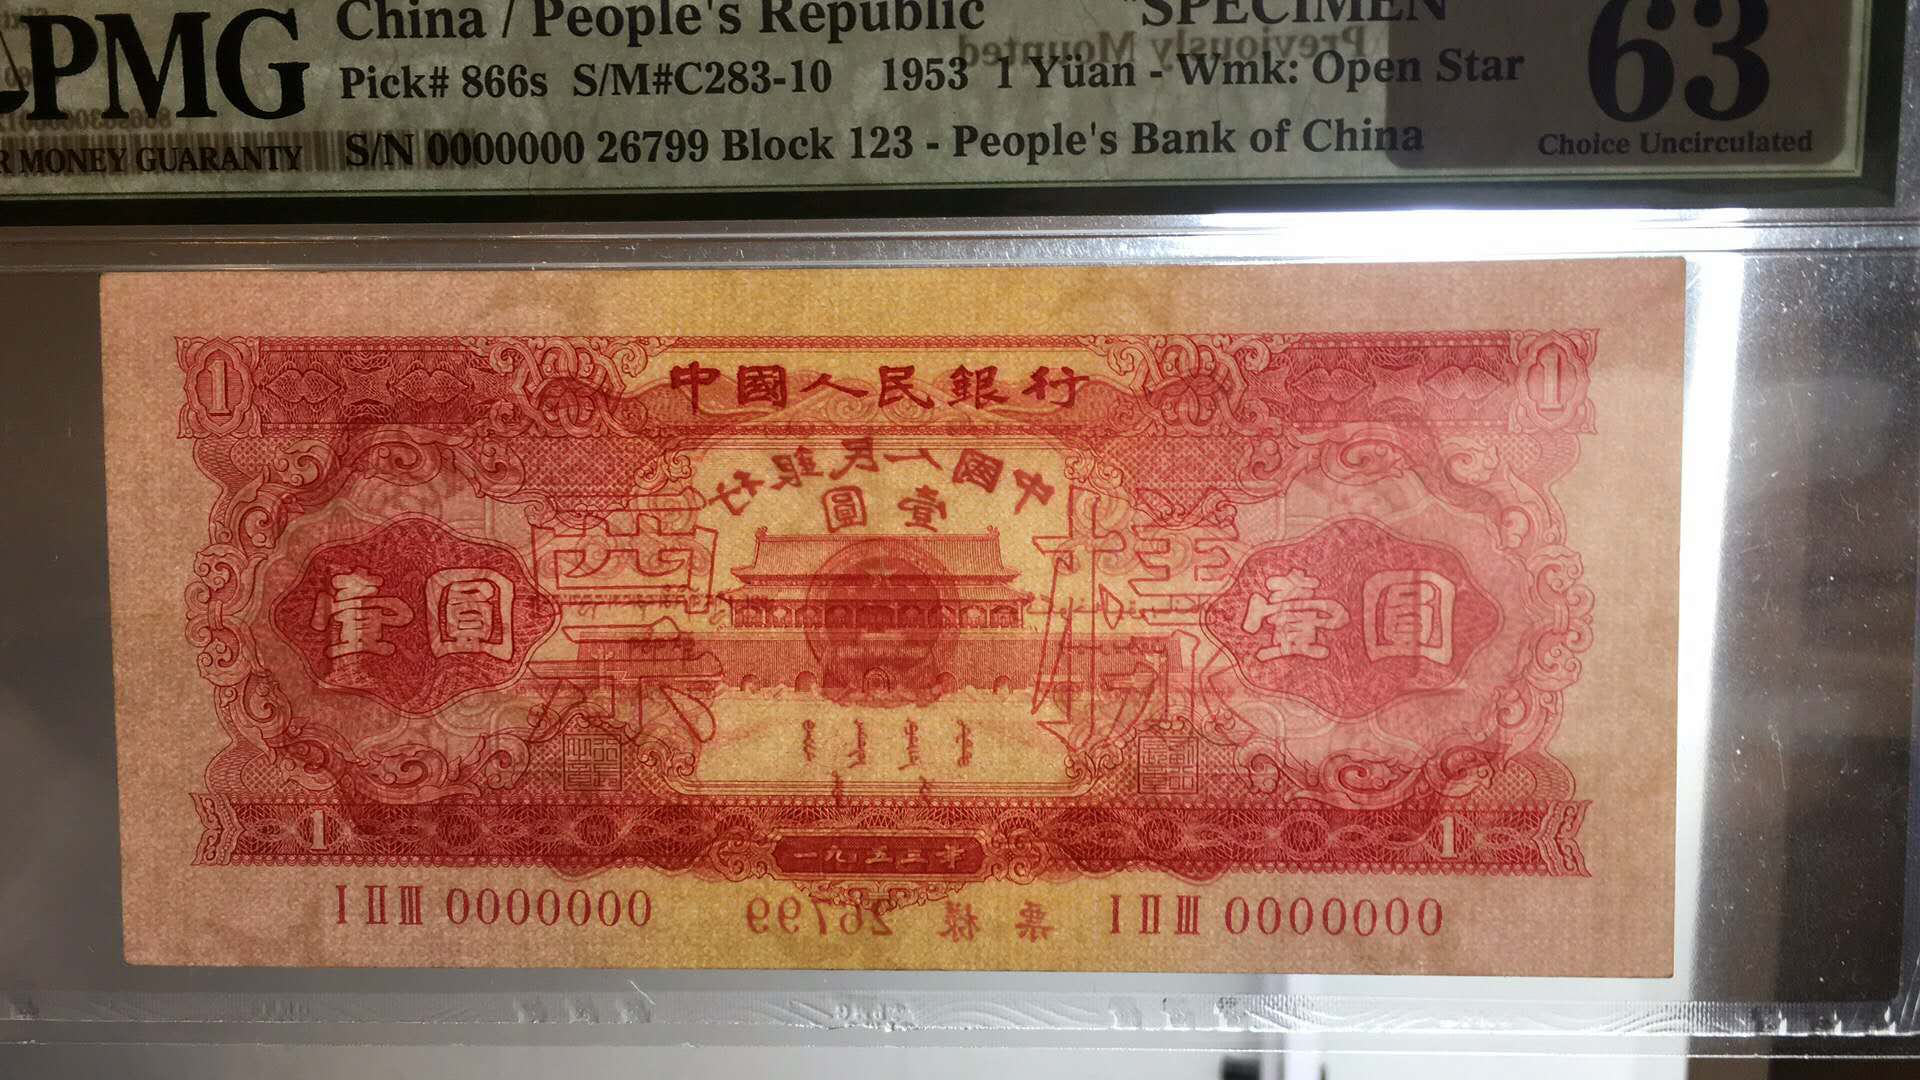 PMG
China / People's Republic
"SPECIMEN
Pick# 866s S/M#C283-10 1953 1 Yüan - Wmk: Open Star
S/N 0000000 26799 Block 123 - People's Bank of China
MONEY GUARANTY
63
Choice Uncirculated
Previously Mounted
1
1
中國人民銀行
中國人民銀行
壹圓
票樣
壹圓
壹圓
1
1
一九五三年
I II III 0000000
票樣 26799
I II III 0000000